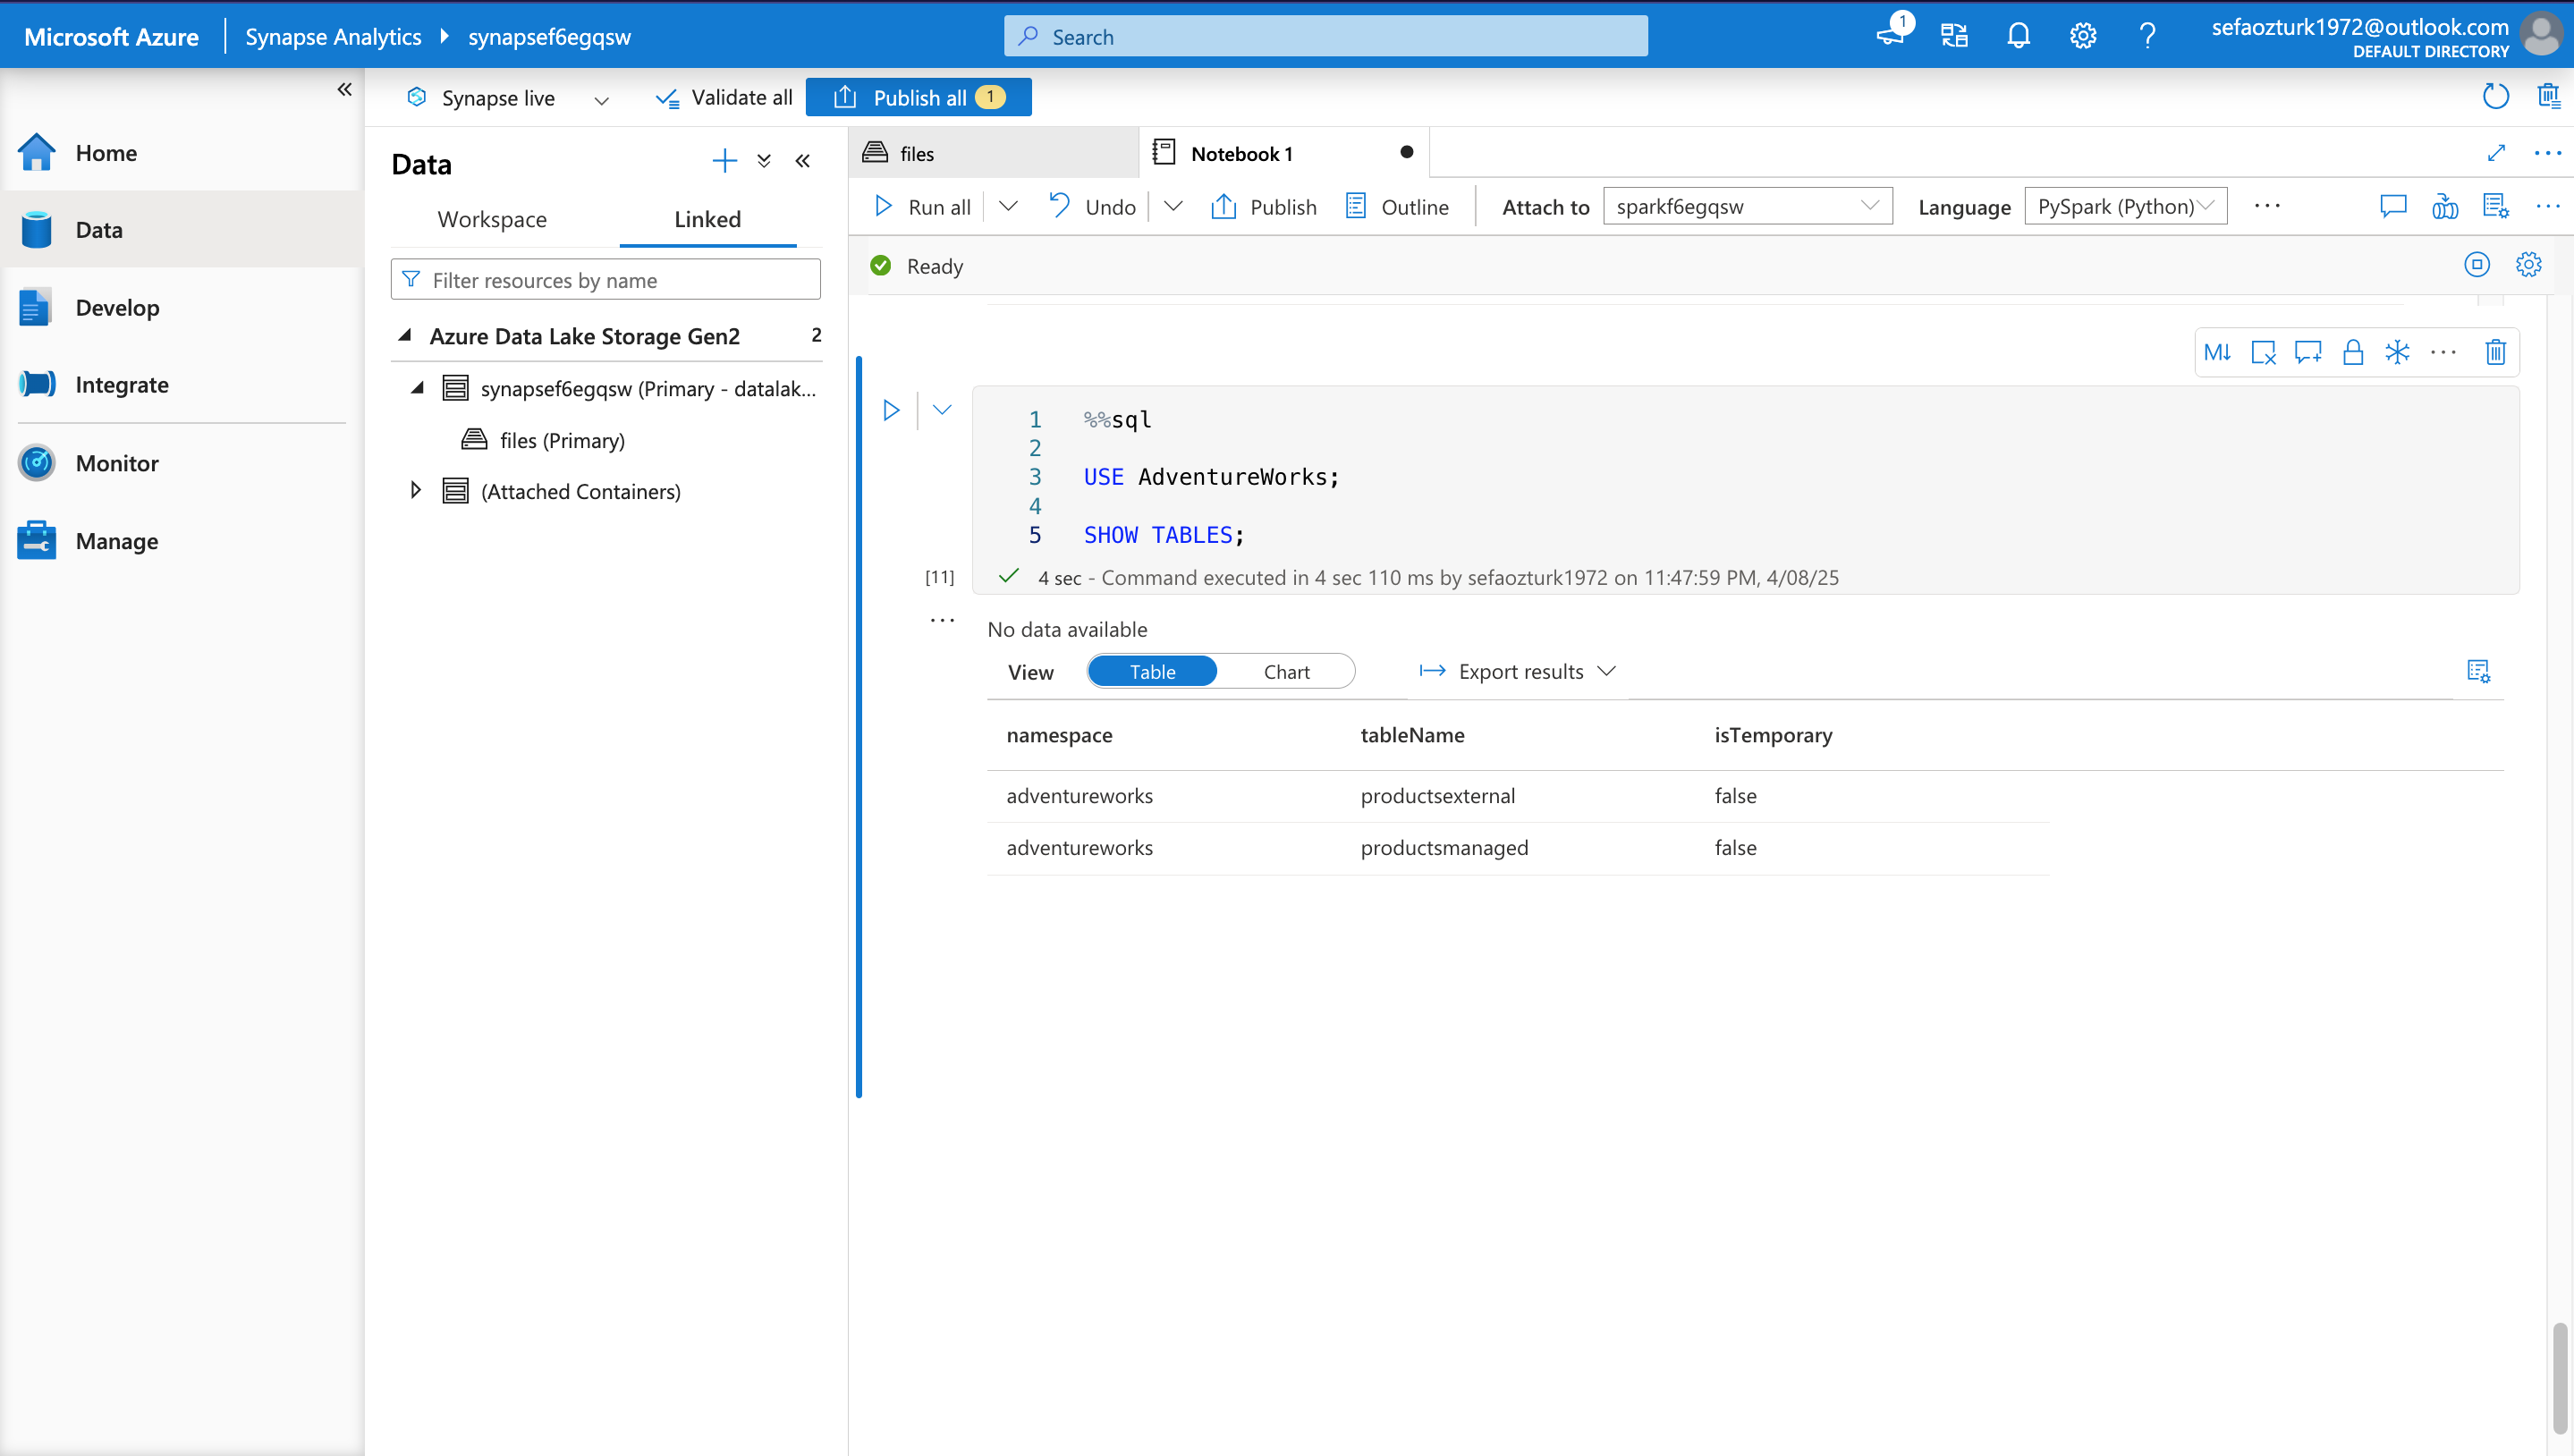 Microsoft Azure
Synapse Analytics
synapsef6egqsw
Search
1
sefaozturk1972@outlook.com
DEFAULT DIRECTORY
Synapse live
Validate all
Publish all 1
Home
Data
Develop
Integrate
Monitor
Manage
Data
Workspace
Linked
Filter resources by name
Azure Data Lake Storage Gen2 2
synapsef6egqsw (Primary - datalak...
files (Primary)
(Attached Containers)
files
Notebook 1
Run all
Undo
Publish
Outline
Attach to
sparkf6egqsw
Language
PySpark (Python)
Ready
M↓
1 %%sql
2
3 USE AdventureWorks;
4
5 SHOW TABLES;
[11]
4 sec - Command executed in 4 sec 110 ms by sefaozturk1972 on 11:47:59 PM, 4/08/25
No data available
View
Table
Chart
Export results
namespace tableName isTemporary
adventureworks productsexternal false
adventureworks productsmanaged false